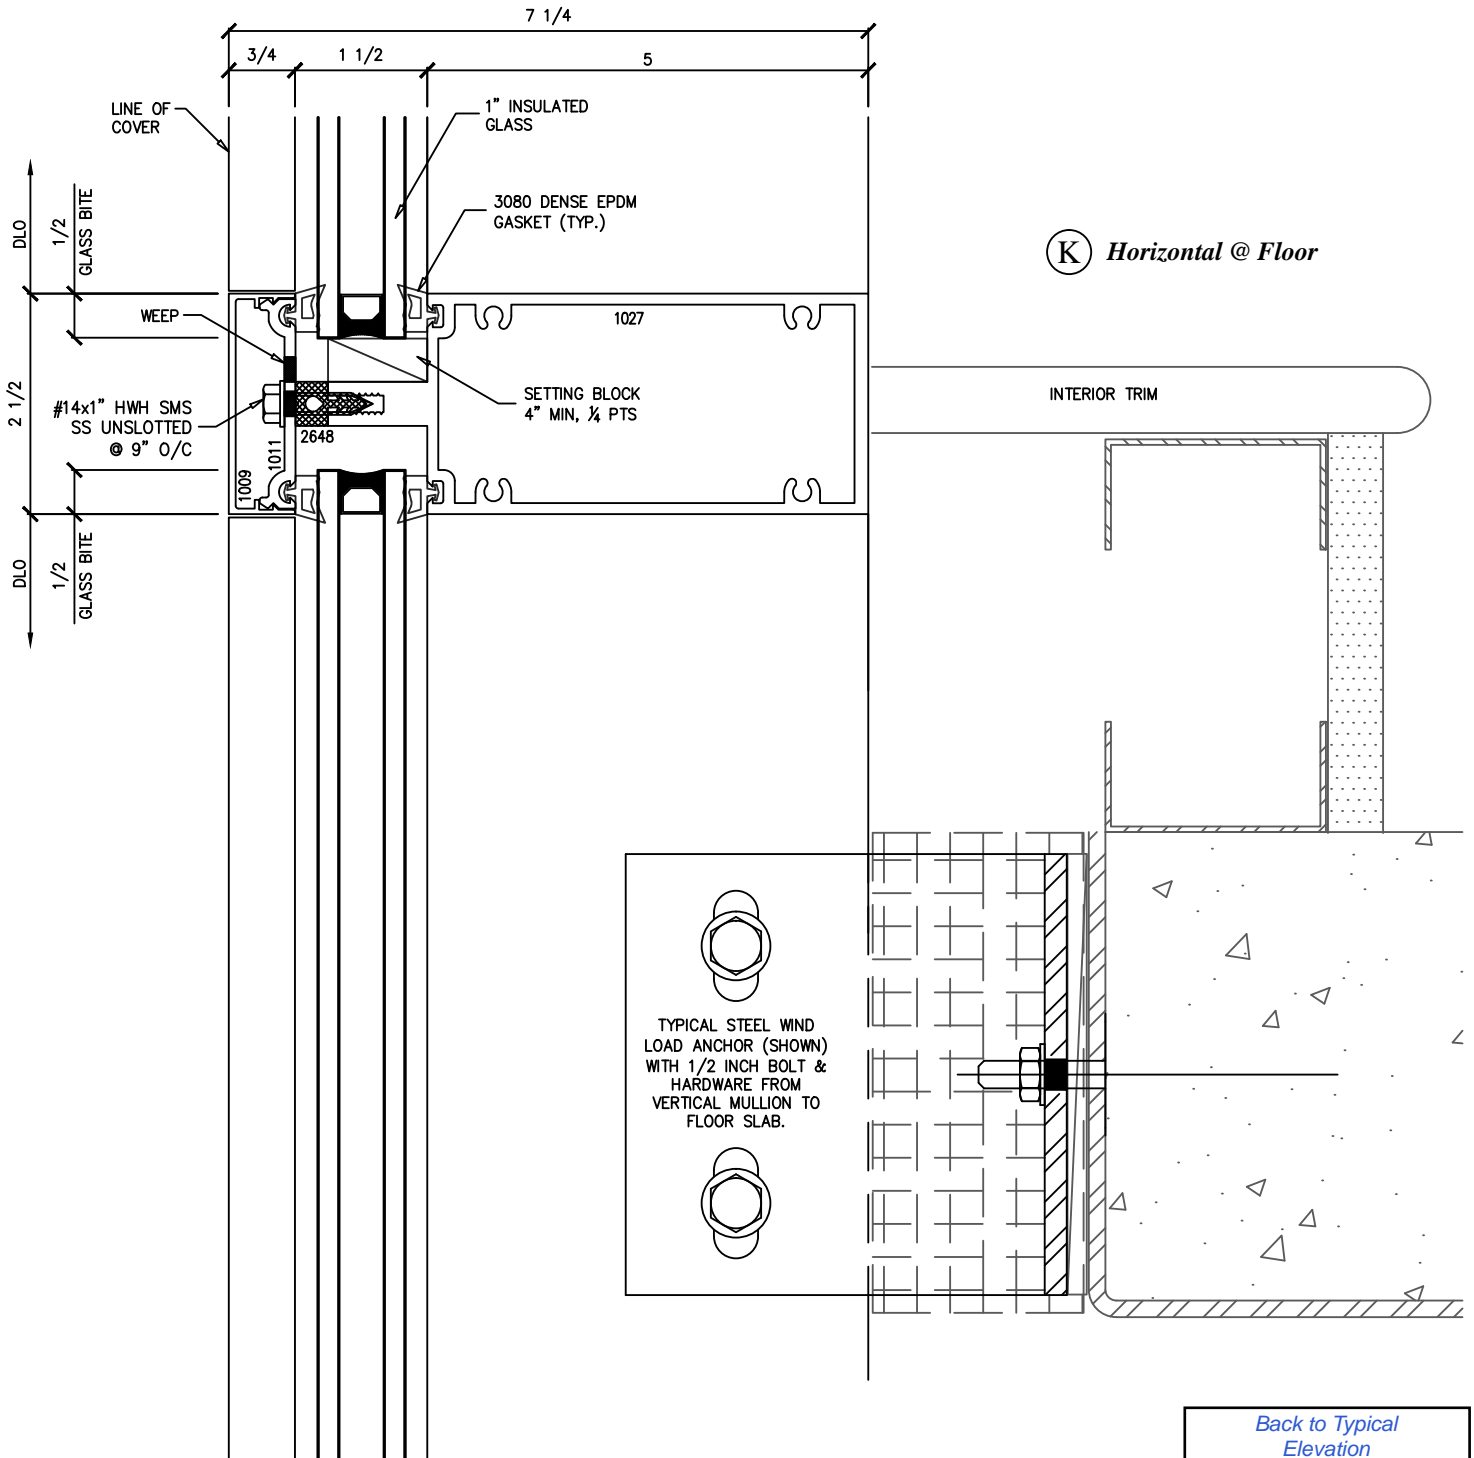 7 1/4
3/4
1 1/2
5
LINE OF
COVER
1” INSULATED
GLASS
3080 DENSE EPDM
GASKET (TYP.)
DLO
1/2
GLASS BITE
K Horizontal @ Floor
WEEP
1027
2 1/2
#14x1” HWH SMS
SS UNSLOTTED
@ 9” O/C
SETTING BLOCK
4” MIN, ¼ PTS
INTERIOR TRIM
2648
1011
1009
DLO
1/2
GLASS BITE
TYPICAL STEEL WIND
LOAD ANCHOR (SHOWN)
WITH 1/2 INCH BOLT &
HARDWARE FROM
VERTICAL MULLION TO
FLOOR SLAB.
Back to Typical
Elevation